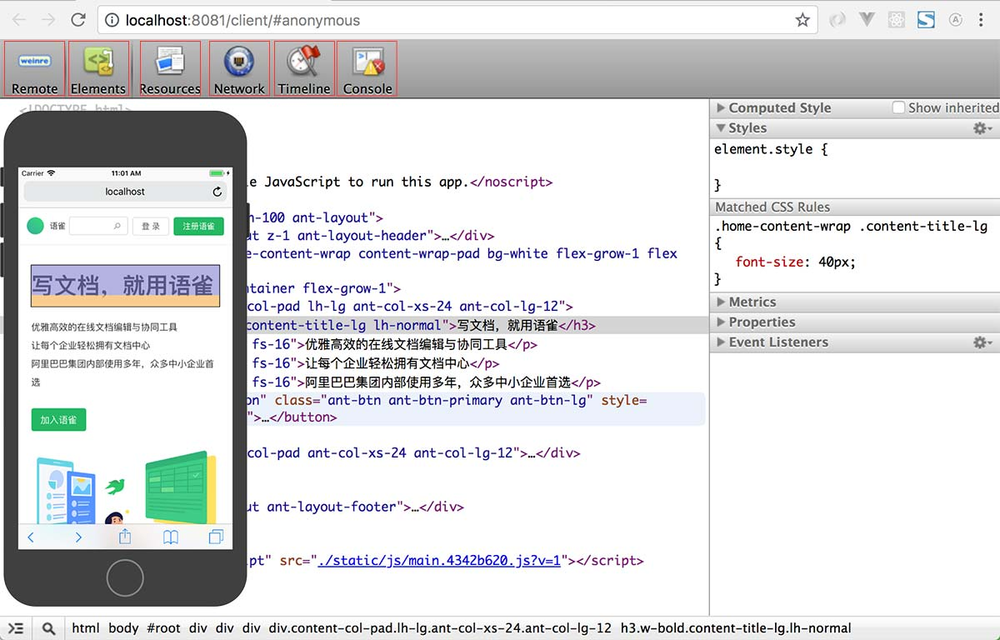 localhost:8081/client/#anonymous
weinre
Remote Elements Resources Network Timeline Console
<!DOCTYPE html>
Carrier 11:01 AM
localhost
语雀 登 录 注册语雀
写文档，就用语雀
优雅高效的在线文档编辑与协同工具
让每个企业轻松拥有文档中心
阿里巴巴集团内部使用多年，众多中小企业首
选
加入语雀
e JavaScript to run this app.</noscript>
h-100 ant-layout">
ut z-1 ant-layout-header">…</div>
e-content-wrap content-wrap-pad bg-white flex-grow-1 flex
ntainer flex-grow-1">
col-pad lh-lg ant-col-xs-24 ant-col-lg-12">
content-title-lg lh-normal">写文档，就用语雀</h3>
fs-16">优雅高效的在线文档编辑与协同工具</p>
fs-16">让每个企业轻松拥有文档中心</p>
fs-16">阿里巴巴集团内部使用多年，众多中小企业首选</p>
on" class="ant-btn ant-btn-primary ant-btn-lg" style=
">…</button>
col-pad ant-col-xs-24 ant-col-lg-12">…</div>
ut ant-layout-footer">…</div>
ipt" src="./static/js/main.4342b620.js?v=1"></script>
Computed Style Show inherited
Styles
element.style {
}
Matched CSS Rules
.home-content-wrap .content-title-lg
{
font-size: 40px;
}
Metrics
Properties
Event Listeners
html body #root div div div div.content-col-pad.lh-lg.ant-col-xs-24.ant-col-lg-12 h3.w-bold.content-title-lg.lh-normal